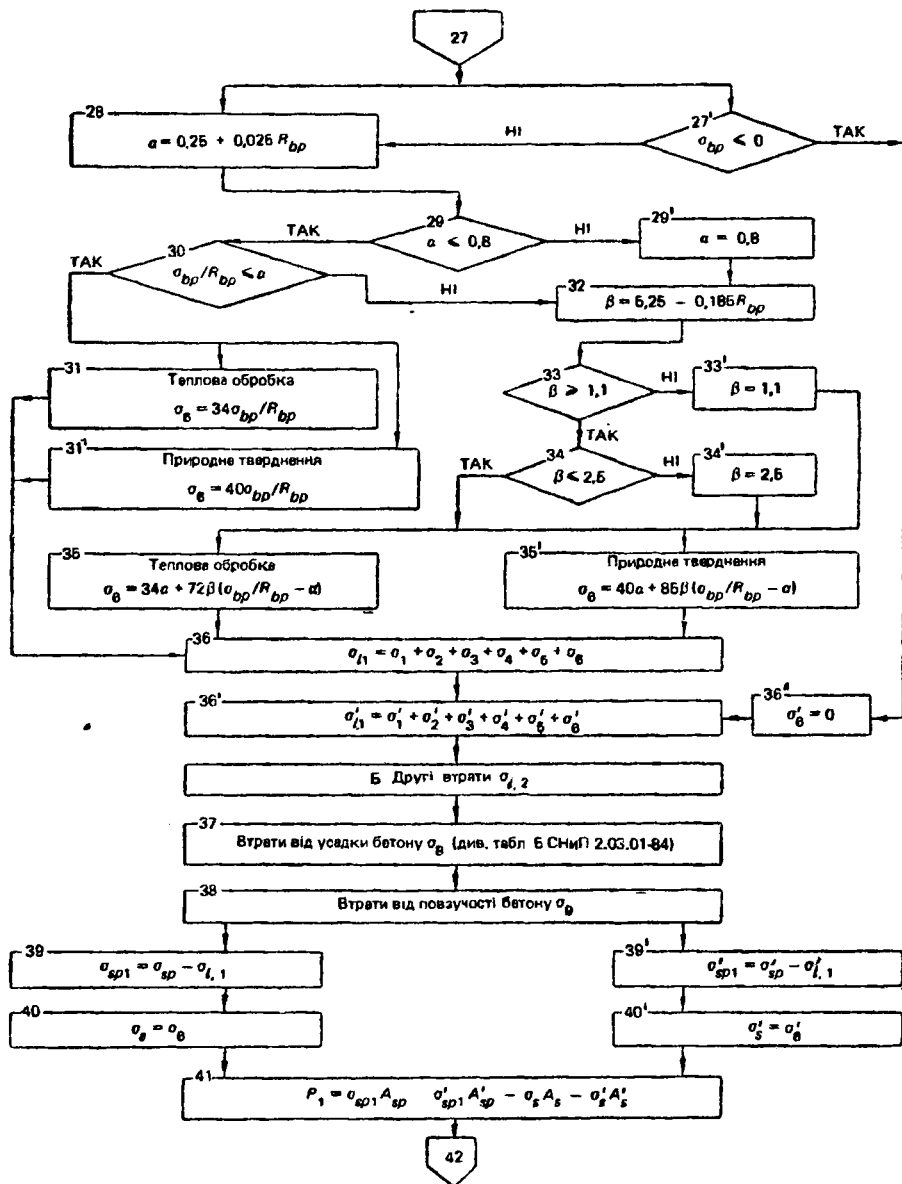 27
28
α = 0,25 + 0,025 R_bp
НІ
27'
σ_bp ≤ 0
ТАК
29
α ≤ 0,8
ТАК
НІ
29'
α = 0,8
30
σ_bp/R_bp ≤ α
ТАК
НІ
32
β = 5,25 − 0,185R_bp
31
Теплова обробка
σ_6 = 34σ_bp/R_bp
33
β ≥ 1,1
НІ
33'
β = 1,1
ТАК
31'
Природне тверднення
σ_6 = 40σ_bp/R_bp
34
β ≤ 2,5
ТАК
НІ
34'
β = 2,5
35
Теплова обробка
σ_6 = 34α + 72β(σ_bp/R_bp − α)
35'
Природне тверднення
σ_6 = 40α + 85β(σ_bp/R_bp − α)
36
σ_l1 = σ_1 + σ_2 + σ_3 + σ_4 + σ_5 + σ_6
36'
σ'_l1 = σ'_1 + σ'_2 + σ'_3 + σ'_4 + σ'_5 + σ'_6
36"
σ'_6 = 0
Б Другі втрати σ_l,2
37
Втрати від усадки бетону σ_8 (див. табл 5 СНиП 2.03.01-84)
38
Втрати від повзучості бетону σ_9
39
σ_sp1 = σ_sp − σ_l,1
39'
σ'_sp1 = σ'_sp − σ'_l,1
40
σ_s = σ_6
40'
σ'_s = σ'_6
41
P_1 = σ_sp1 A_sp σ'_sp1 A'_sp − σ_s A_s − σ'_s A'_s
42